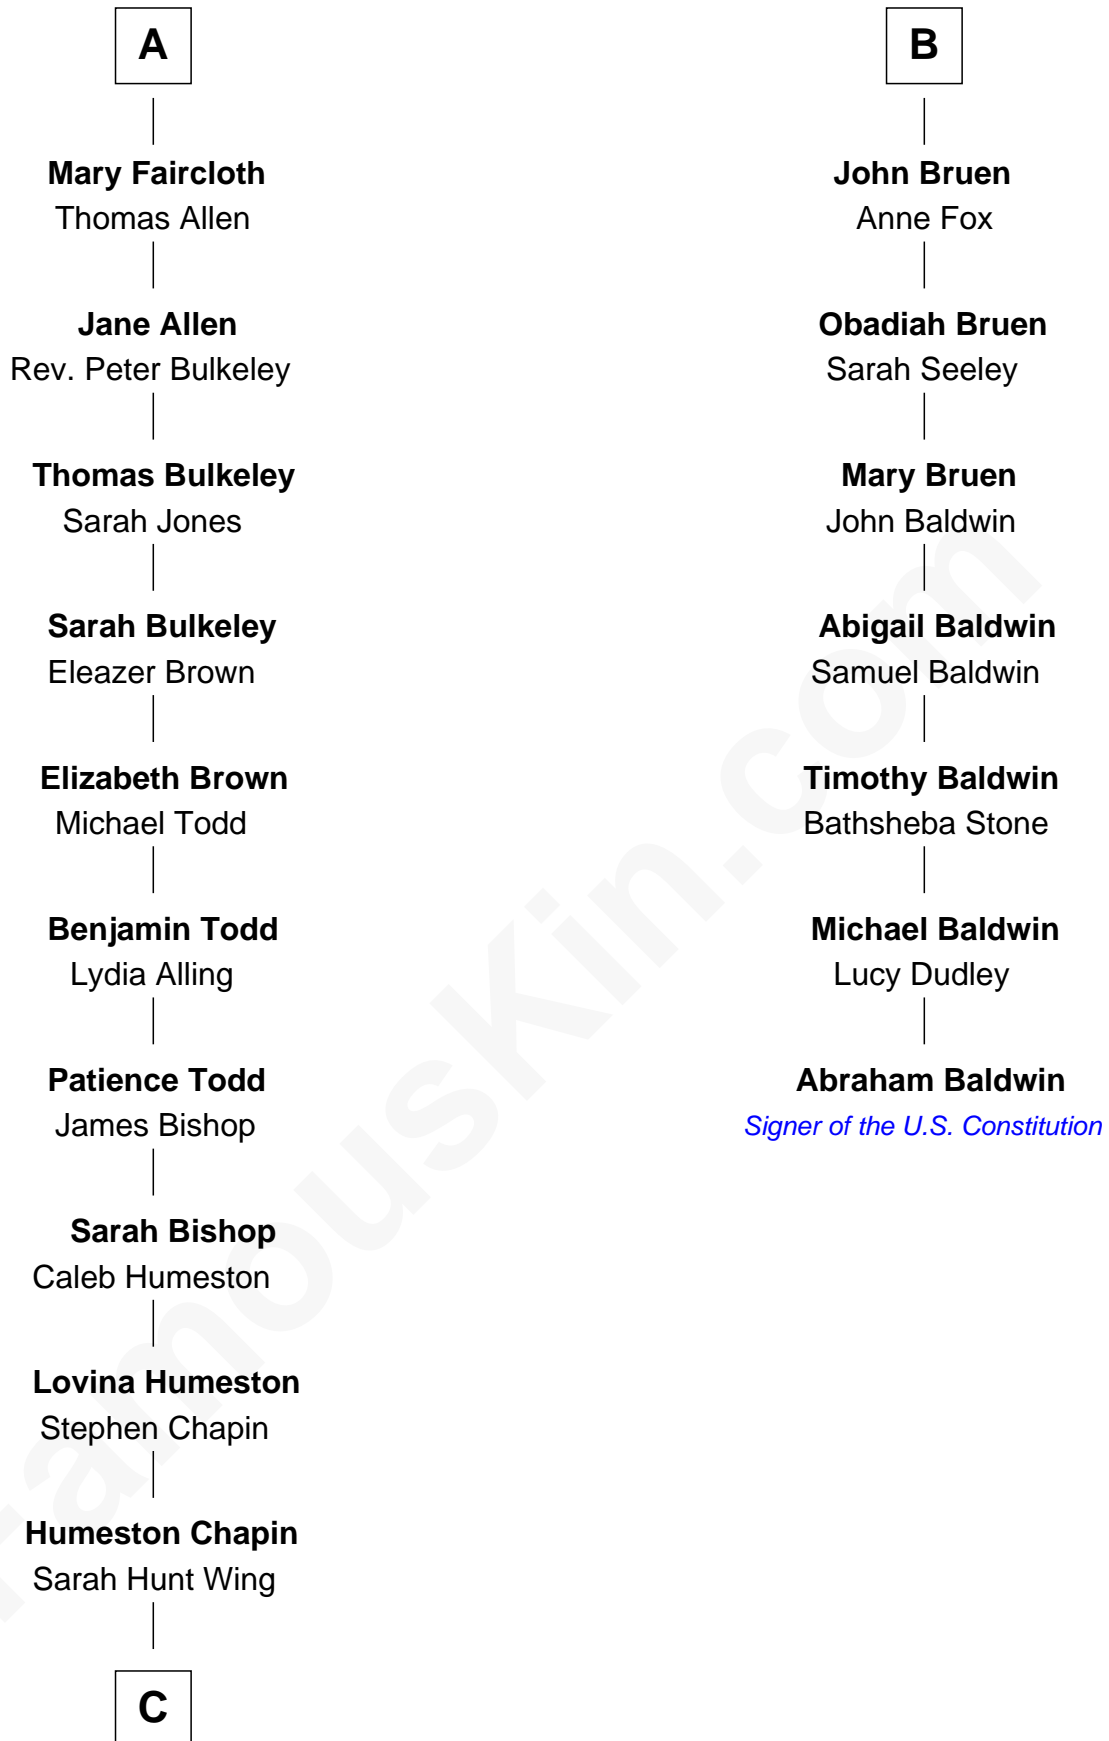 A
Mary Faircloth
Thomas Allen
Jane Allen
Rev. Peter Bulkeley
Thomas Bulkeley
Sarah Jones
Sarah Bulkeley
Eleazer Brown
Elizabeth Brown
Michael Todd
Benjamin Todd
Lydia Alling
Patience Todd
James Bishop
Sarah Bishop
Caleb Humeston
Lovina Humeston
Stephen Chapin
Humeston Chapin
Sarah Hunt Wing
C
B
John Bruen
Anne Fox
Obadiah Bruen
Sarah Seeley
Mary Bruen
John Baldwin
Abigail Baldwin
Samuel Baldwin
Timothy Baldwin
Bathsheba Stone
Michael Baldwin
Lucy Dudley
Abraham Baldwin
Signer of the U.S. Constitution
FamousKin.com